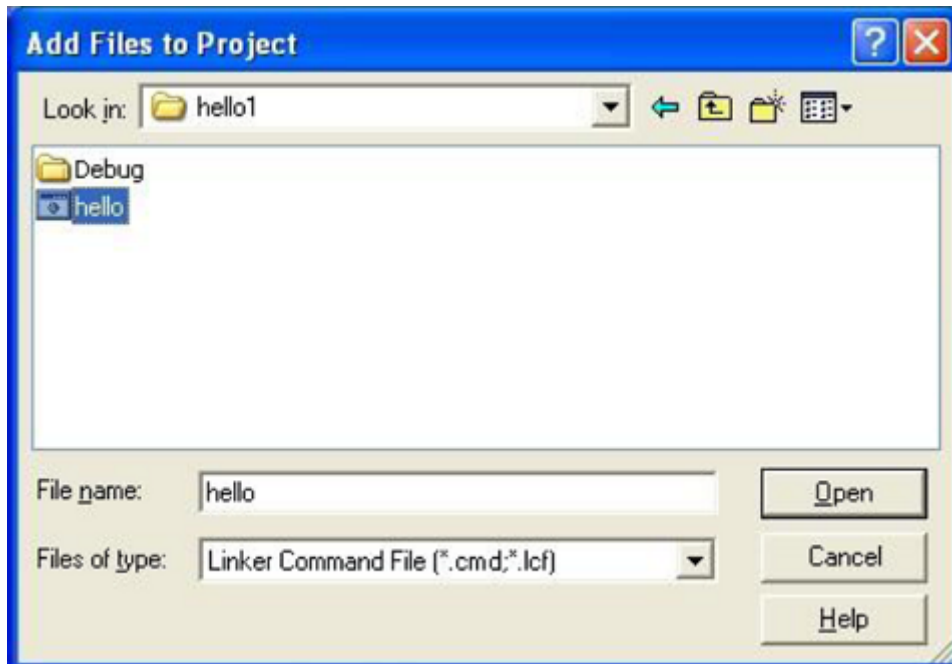 Add Files to Project
Look in: hello1
Debug
hello
File name: hello Open
Files of type: Linker Command File (*.cmd;*.lcf) Cancel
Help